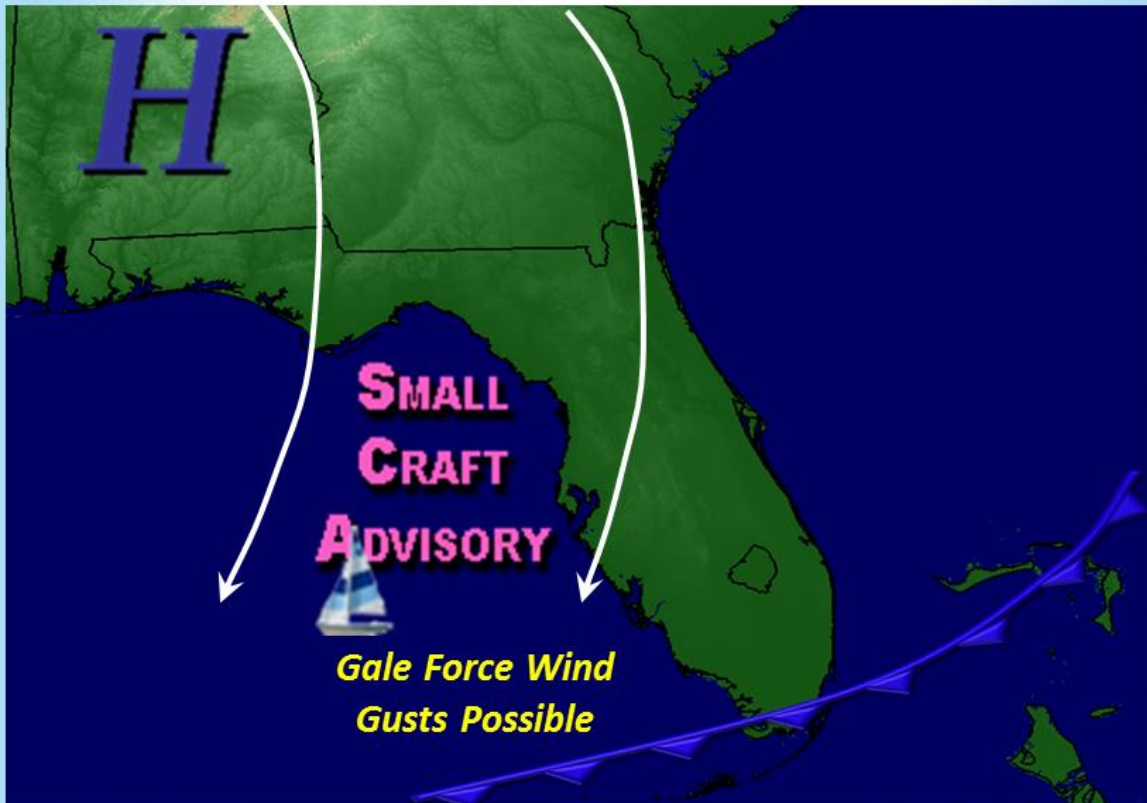 H
SMALL
CRAFT
ADVISORY
Gale Force Wind
Gusts Possible